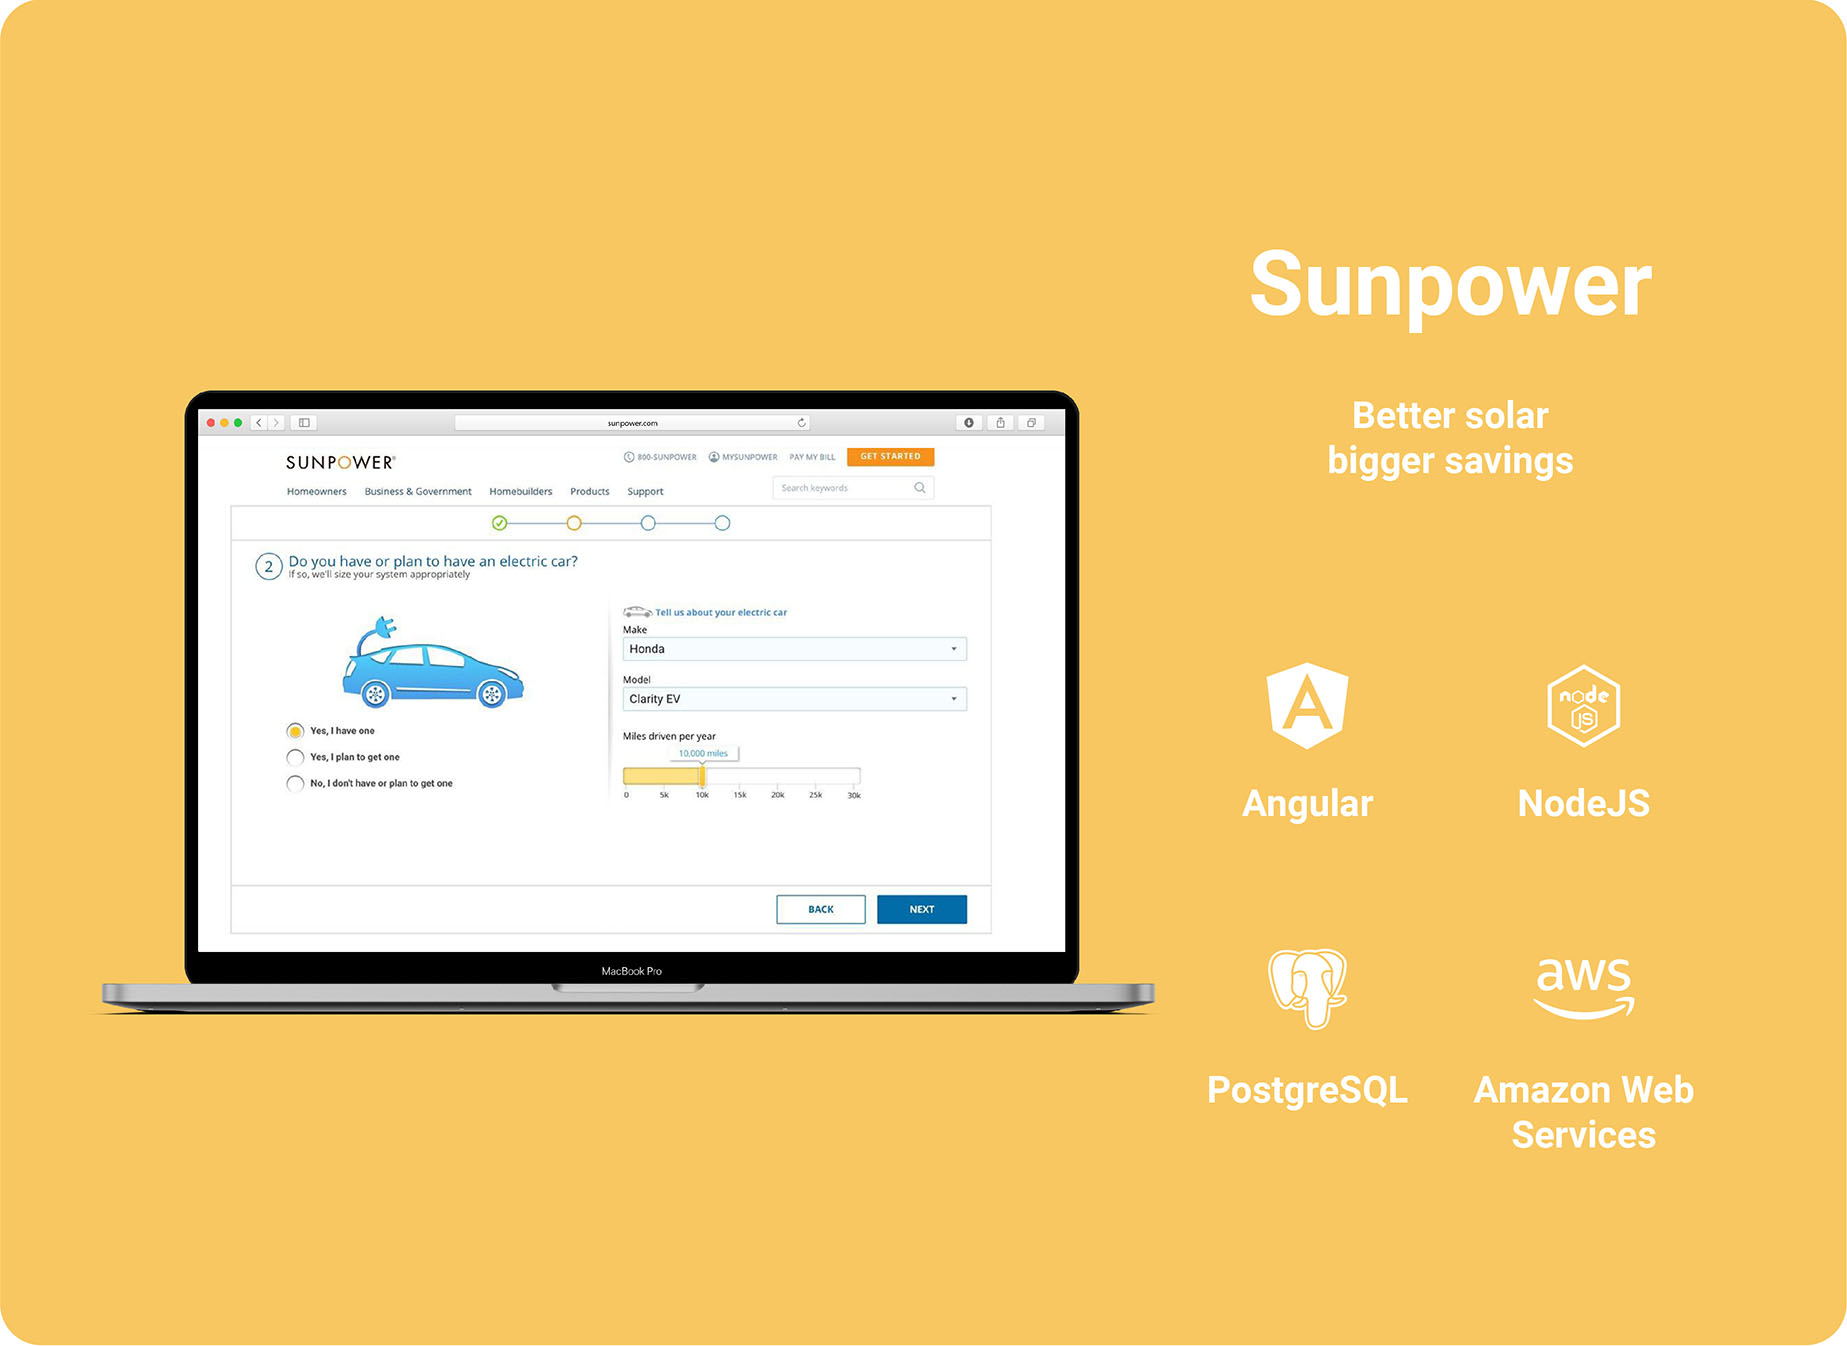 Sunpower
Better solar
bigger savings
sunpower.com
SUNPOWER®
800-SUNPOWER MYSUNPOWER PAY MY BILL GET STARTED
Homeowners Business & Government Homebuilders Products Support
Search keywords
2 Do you have or plan to have an electric car?
If so, we'll size your system appropriately
Yes, I have one
Yes, I plan to get one
No, I don't have or plan to get one
Tell us about your electric car
Make
Honda
Model
Clarity EV
Miles driven per year
10,000 miles
0 5k 10k 15k 20k 25k 30k
BACK NEXT
MacBook Pro
A
node
JS
Angular
NodeJS
aws
PostgreSQL
Amazon Web
Services